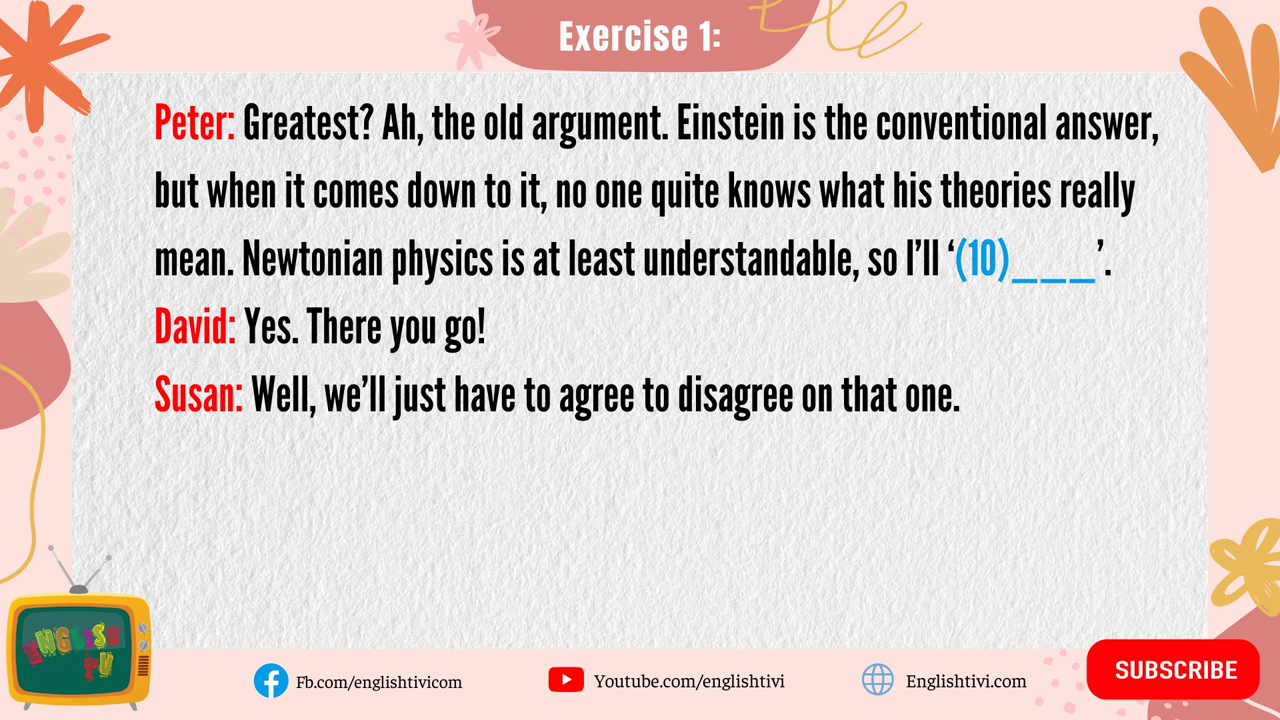 Exercise 1:
Peter: Greatest? Ah, the old argument. Einstein is the conventional answer,
but when it comes down to it, no one quite knows what his theories really
mean. Newtonian physics is at least understandable, so I’ll ‘(10)___’.
David: Yes. There you go!
Susan: Well, we’ll just have to agree to disagree on that one.
ENGLISH
TV
Fb.com/englishtivicom
Youtube.com/englishtivi
Englishtivi.com
SUBSCRIBE